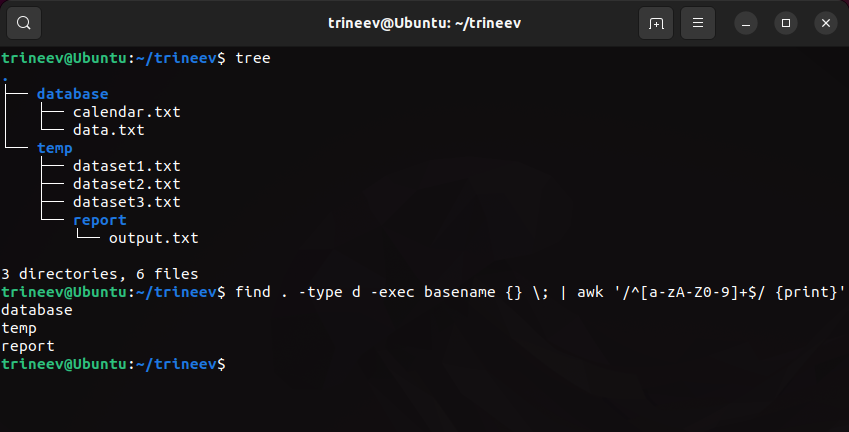 trineev@Ubuntu: ~/trineev
trineev@Ubuntu:~/trineev$ tree
.
├── database
│   ├── calendar.txt
│   └── data.txt
└── temp
    ├── dataset1.txt
    ├── dataset2.txt
    ├── dataset3.txt
    └── report
        └── output.txt
3 directories, 6 files
trineev@Ubuntu:~/trineev$ find . -type d -exec basename {} \; | awk '/^[a-zA-Z0-9]+$/ {print}'
database
temp
report
trineev@Ubuntu:~/trineev$